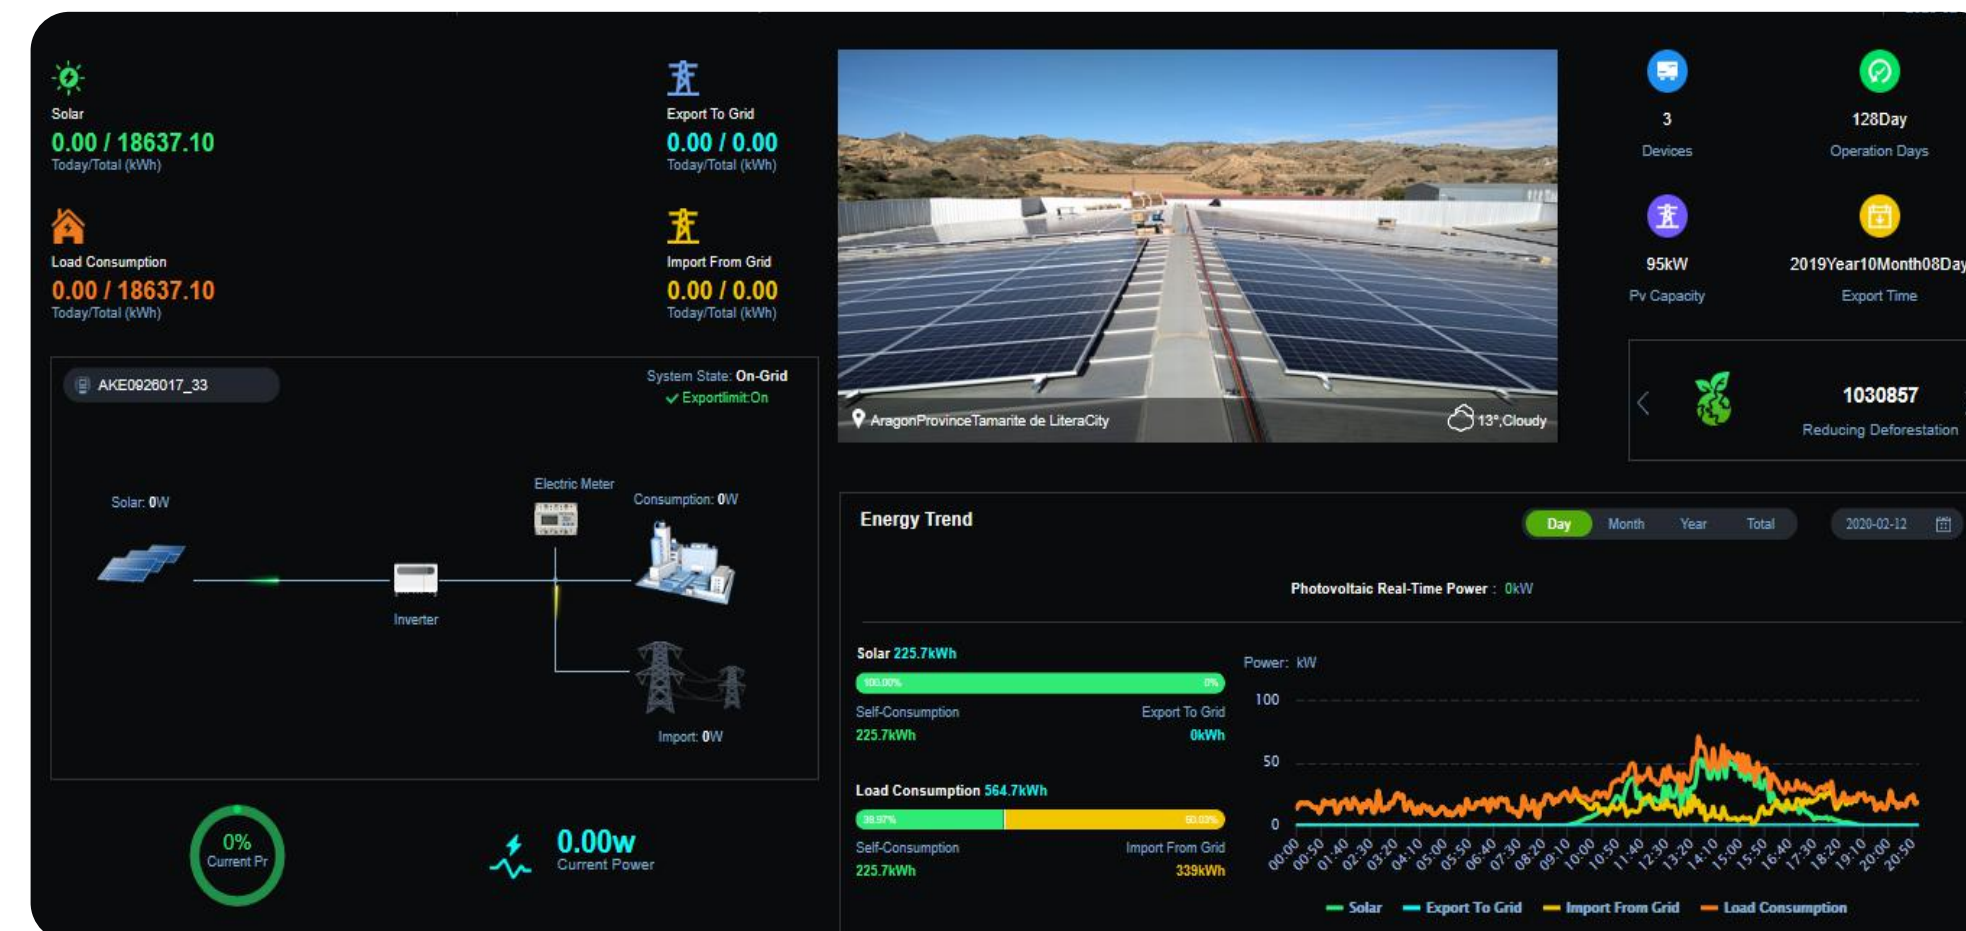 Solar
0.00 / 18637.10
Today/Total (kWh)
Export To Grid
0.00 / 0.00
Today/Total (kWh)
Load Consumption
0.00 / 18637.10
Today/Total (kWh)
Import From Grid
0.00 / 0.00
Today/Total (kWh)
AKE0926017_33
System State: On-Grid
Exportlimit:On
Solar: 0W
Electric Meter
Consumption: 0W
Inverter
Import: 0W
0%
Current Pr
0.00w
Current Power
AragonProvinceTamarite de LiteraCity
13°,Cloudy
3
Devices
128Day
Operation Days
95kW
Pv Capacity
2019Year10Month08Day
Export Time
1030857
Reducing Deforestation
Energy Trend
Day Month Year Total
2020-02-12
Photovoltaic Real-Time Power : 0kW
Solar 225.7kWh
100.00% 0%
Self-Consumption Export To Grid
225.7kWh 0kWh
Load Consumption 564.7kWh
39.97% 60.03%
Self-Consumption Import From Grid
225.7kWh 339kWh
Power: kW
100
50
0
00:00 00:50 01:40 02:30 03:20 04:10 05:00 05:50 06:40 07:30 08:20 09:10 10:00 10:50 11:40 12:30 13:20 14:10 15:00 15:50 16:40 17:30 18:20 19:10 20:00 20:50
Solar Export To Grid Import From Grid Load Consumption